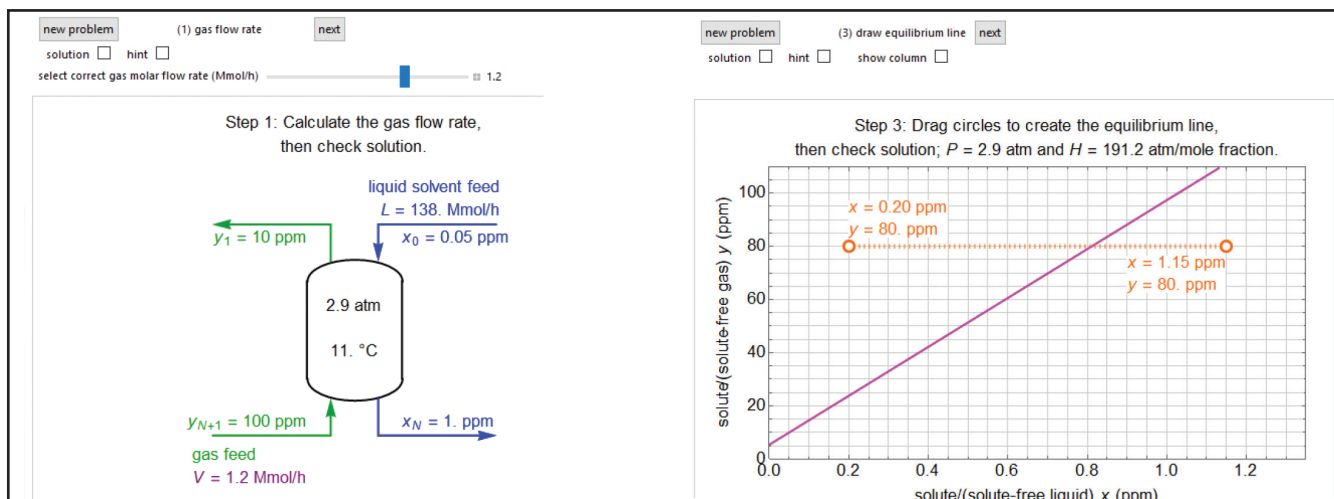 new problem (1) gas flow rate next
solution hint
select correct gas molar flow rate (Mmol/h) 1.2
Step 1: Calculate the gas flow rate,
then check solution.
liquid solvent feed
L = 138. Mmol/h
y1 = 10 ppm
x0 = 0.05 ppm
2.9 atm
11. °C
yN+1 = 100 ppm
xN = 1. ppm
gas feed
V = 1.2 Mmol/h
new problem (3) draw equilibrium line next
solution hint show column
Step 3: Drag circles to create the equilibrium line,
then check solution; P = 2.9 atm and H = 191.2 atm/mole fraction.
solute/(solute-free gas) y (ppm)
100
80
60
40
20
0
x = 0.20 ppm
y = 80. ppm
x = 1.15 ppm
y = 80. ppm
0.0 0.2 0.4 0.6 0.8 1.0 1.2
solute/(solute-free liquid) x (ppm)